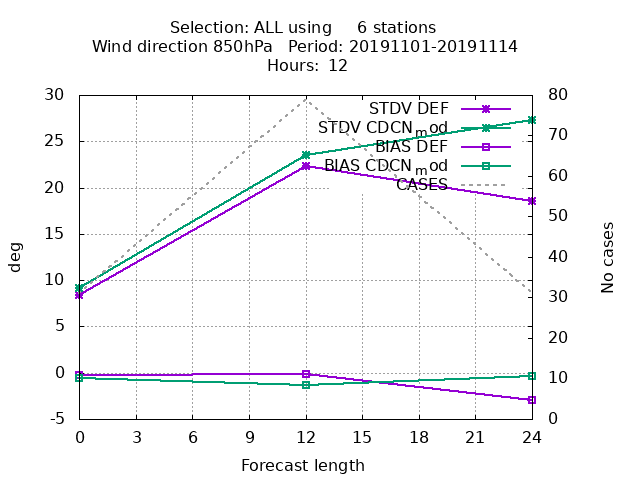 Selection: ALL using     6 stations
Wind direction 850hPa   Period: 20191101-20191114
Hours: 12
30
25
20
15
10
5
0
-5
80
70
60
50
40
30
20
10
0
STDV DEF
STDV CDCNmod
BIAS DEF
BIAS CDCNmod
CASES
deg
No cases
0 3 6 9 12 15 18 21 24
Forecast length